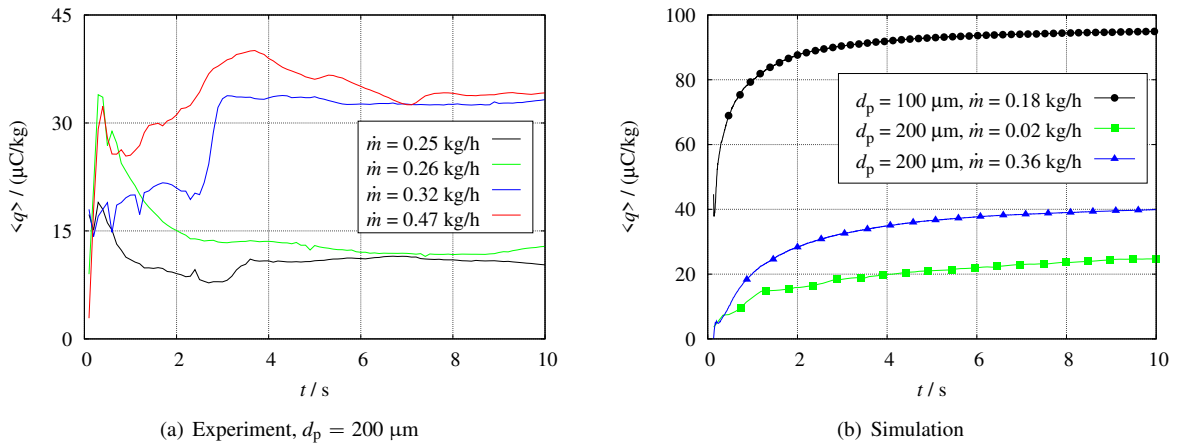 45
30
15
0
0 2 4 6 8 10
<q> / (µC/kg)
t / s
ṁ = 0.25 kg/h
ṁ = 0.26 kg/h
ṁ = 0.32 kg/h
ṁ = 0.47 kg/h
(a) Experiment, dp = 200 µm
100
80
60
40
20
0
0 2 4 6 8 10
<q> / (µC/kg)
t / s
dp = 100 µm, ṁ = 0.18 kg/h
dp = 200 µm, ṁ = 0.02 kg/h
dp = 200 µm, ṁ = 0.36 kg/h
(b) Simulation